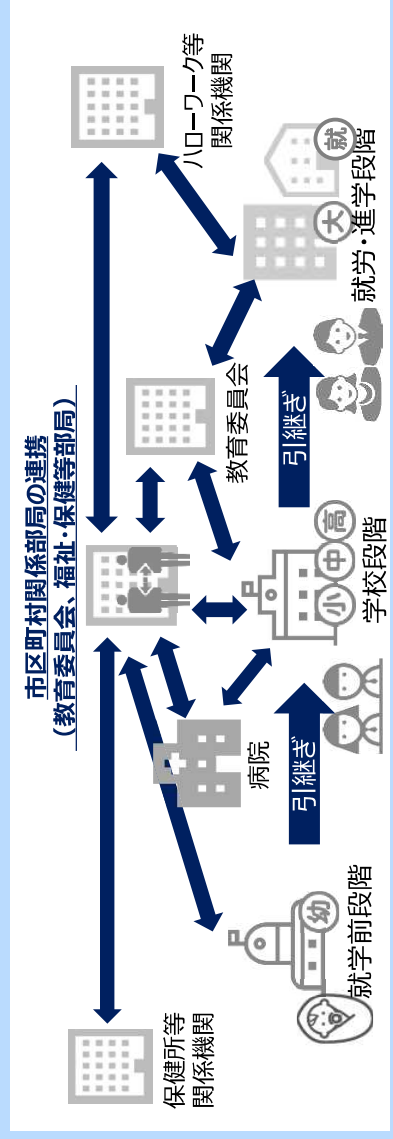 市区町村関係部局の連携
（教育委員会、福祉・保健等部局）
保健所等
関係機関
病院
教育委員会
ハローワーク等
関係機関
幼
就学前段階
引継ぎ
小
中
高
学校段階
引継ぎ
大
就
就労・進学段階